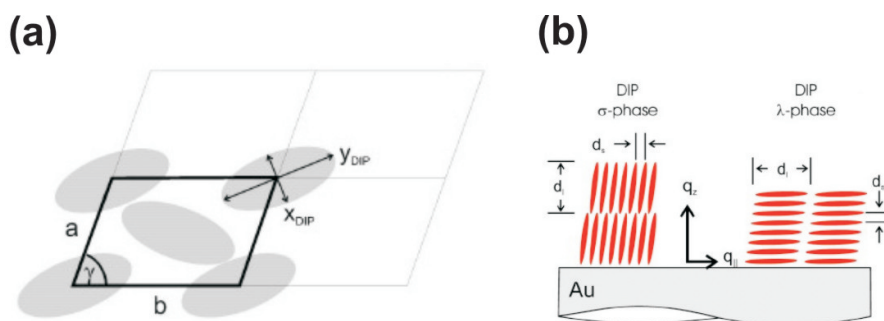 (a)
a
b
γ
y_DIP
x_DIP
(b)
DIP
σ-phase
DIP
λ-phase
d_s
d_l
q_z
q_||
d_l
d_s
Au